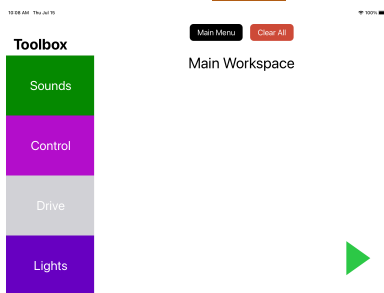 10:08 AM Thu Jul 15
100%
Main Menu
Clear All
Toolbox
Main Workspace
Sounds
Control
Drive
Lights